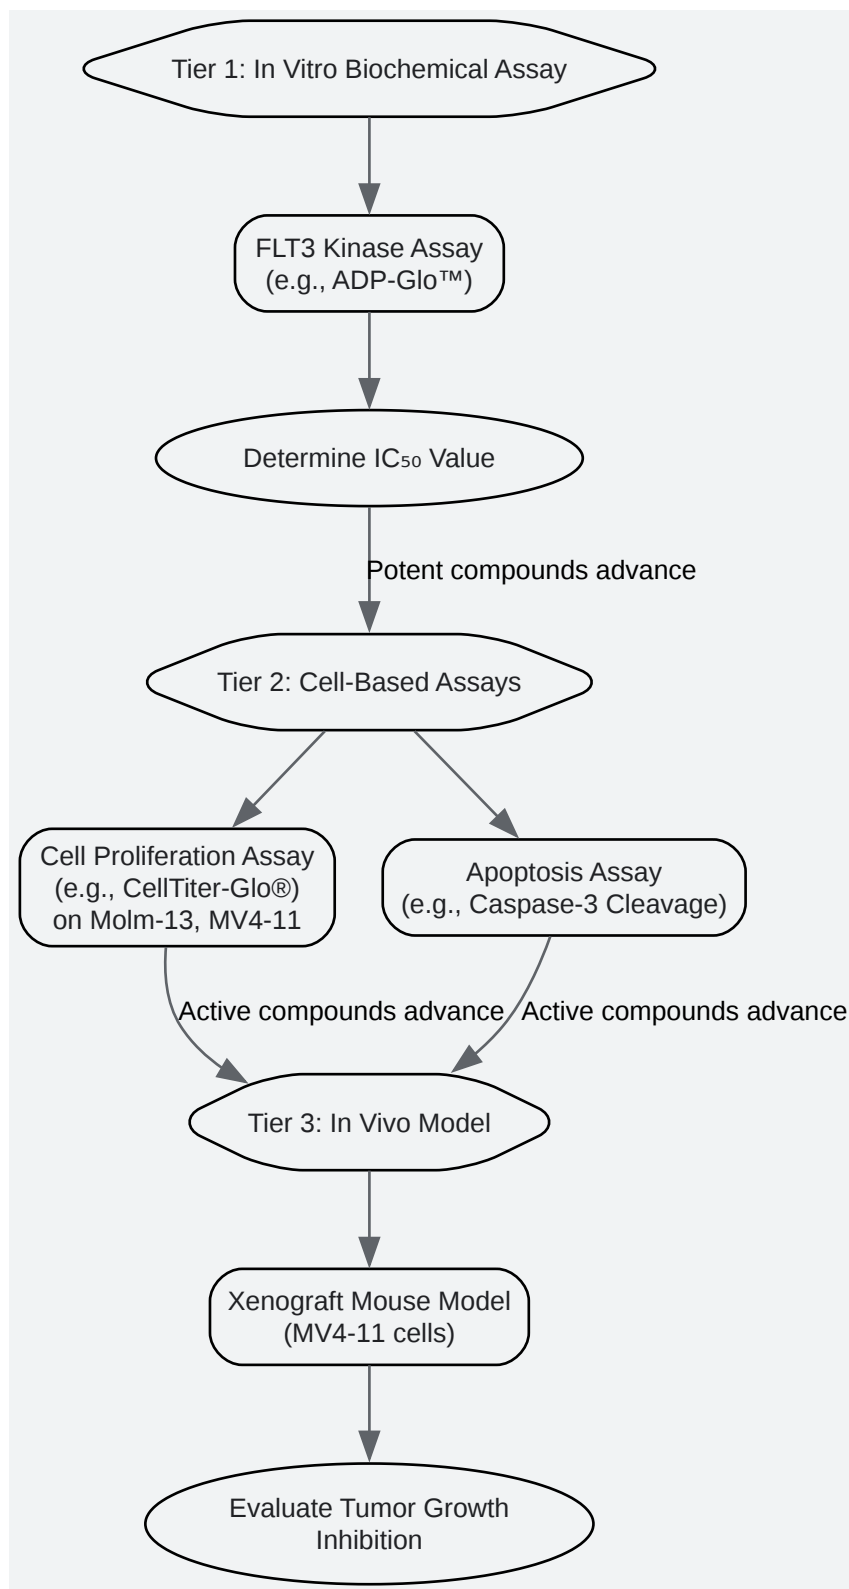 Tier 1: In Vitro Biochemical Assay
FLT3 Kinase Assay
(e.g., ADP-Glo™)
Determine IC₅₀ Value
Potent compounds advance
Tier 2: Cell-Based Assays
Cell Proliferation Assay
(e.g., CellTiter-Glo®)
on Molm-13, MV4-11
Apoptosis Assay
(e.g., Caspase-3 Cleavage)
Active compounds advance
Active compounds advance
Tier 3: In Vivo Model
Xenograft Mouse Model
(MV4-11 cells)
Evaluate Tumor Growth
Inhibition